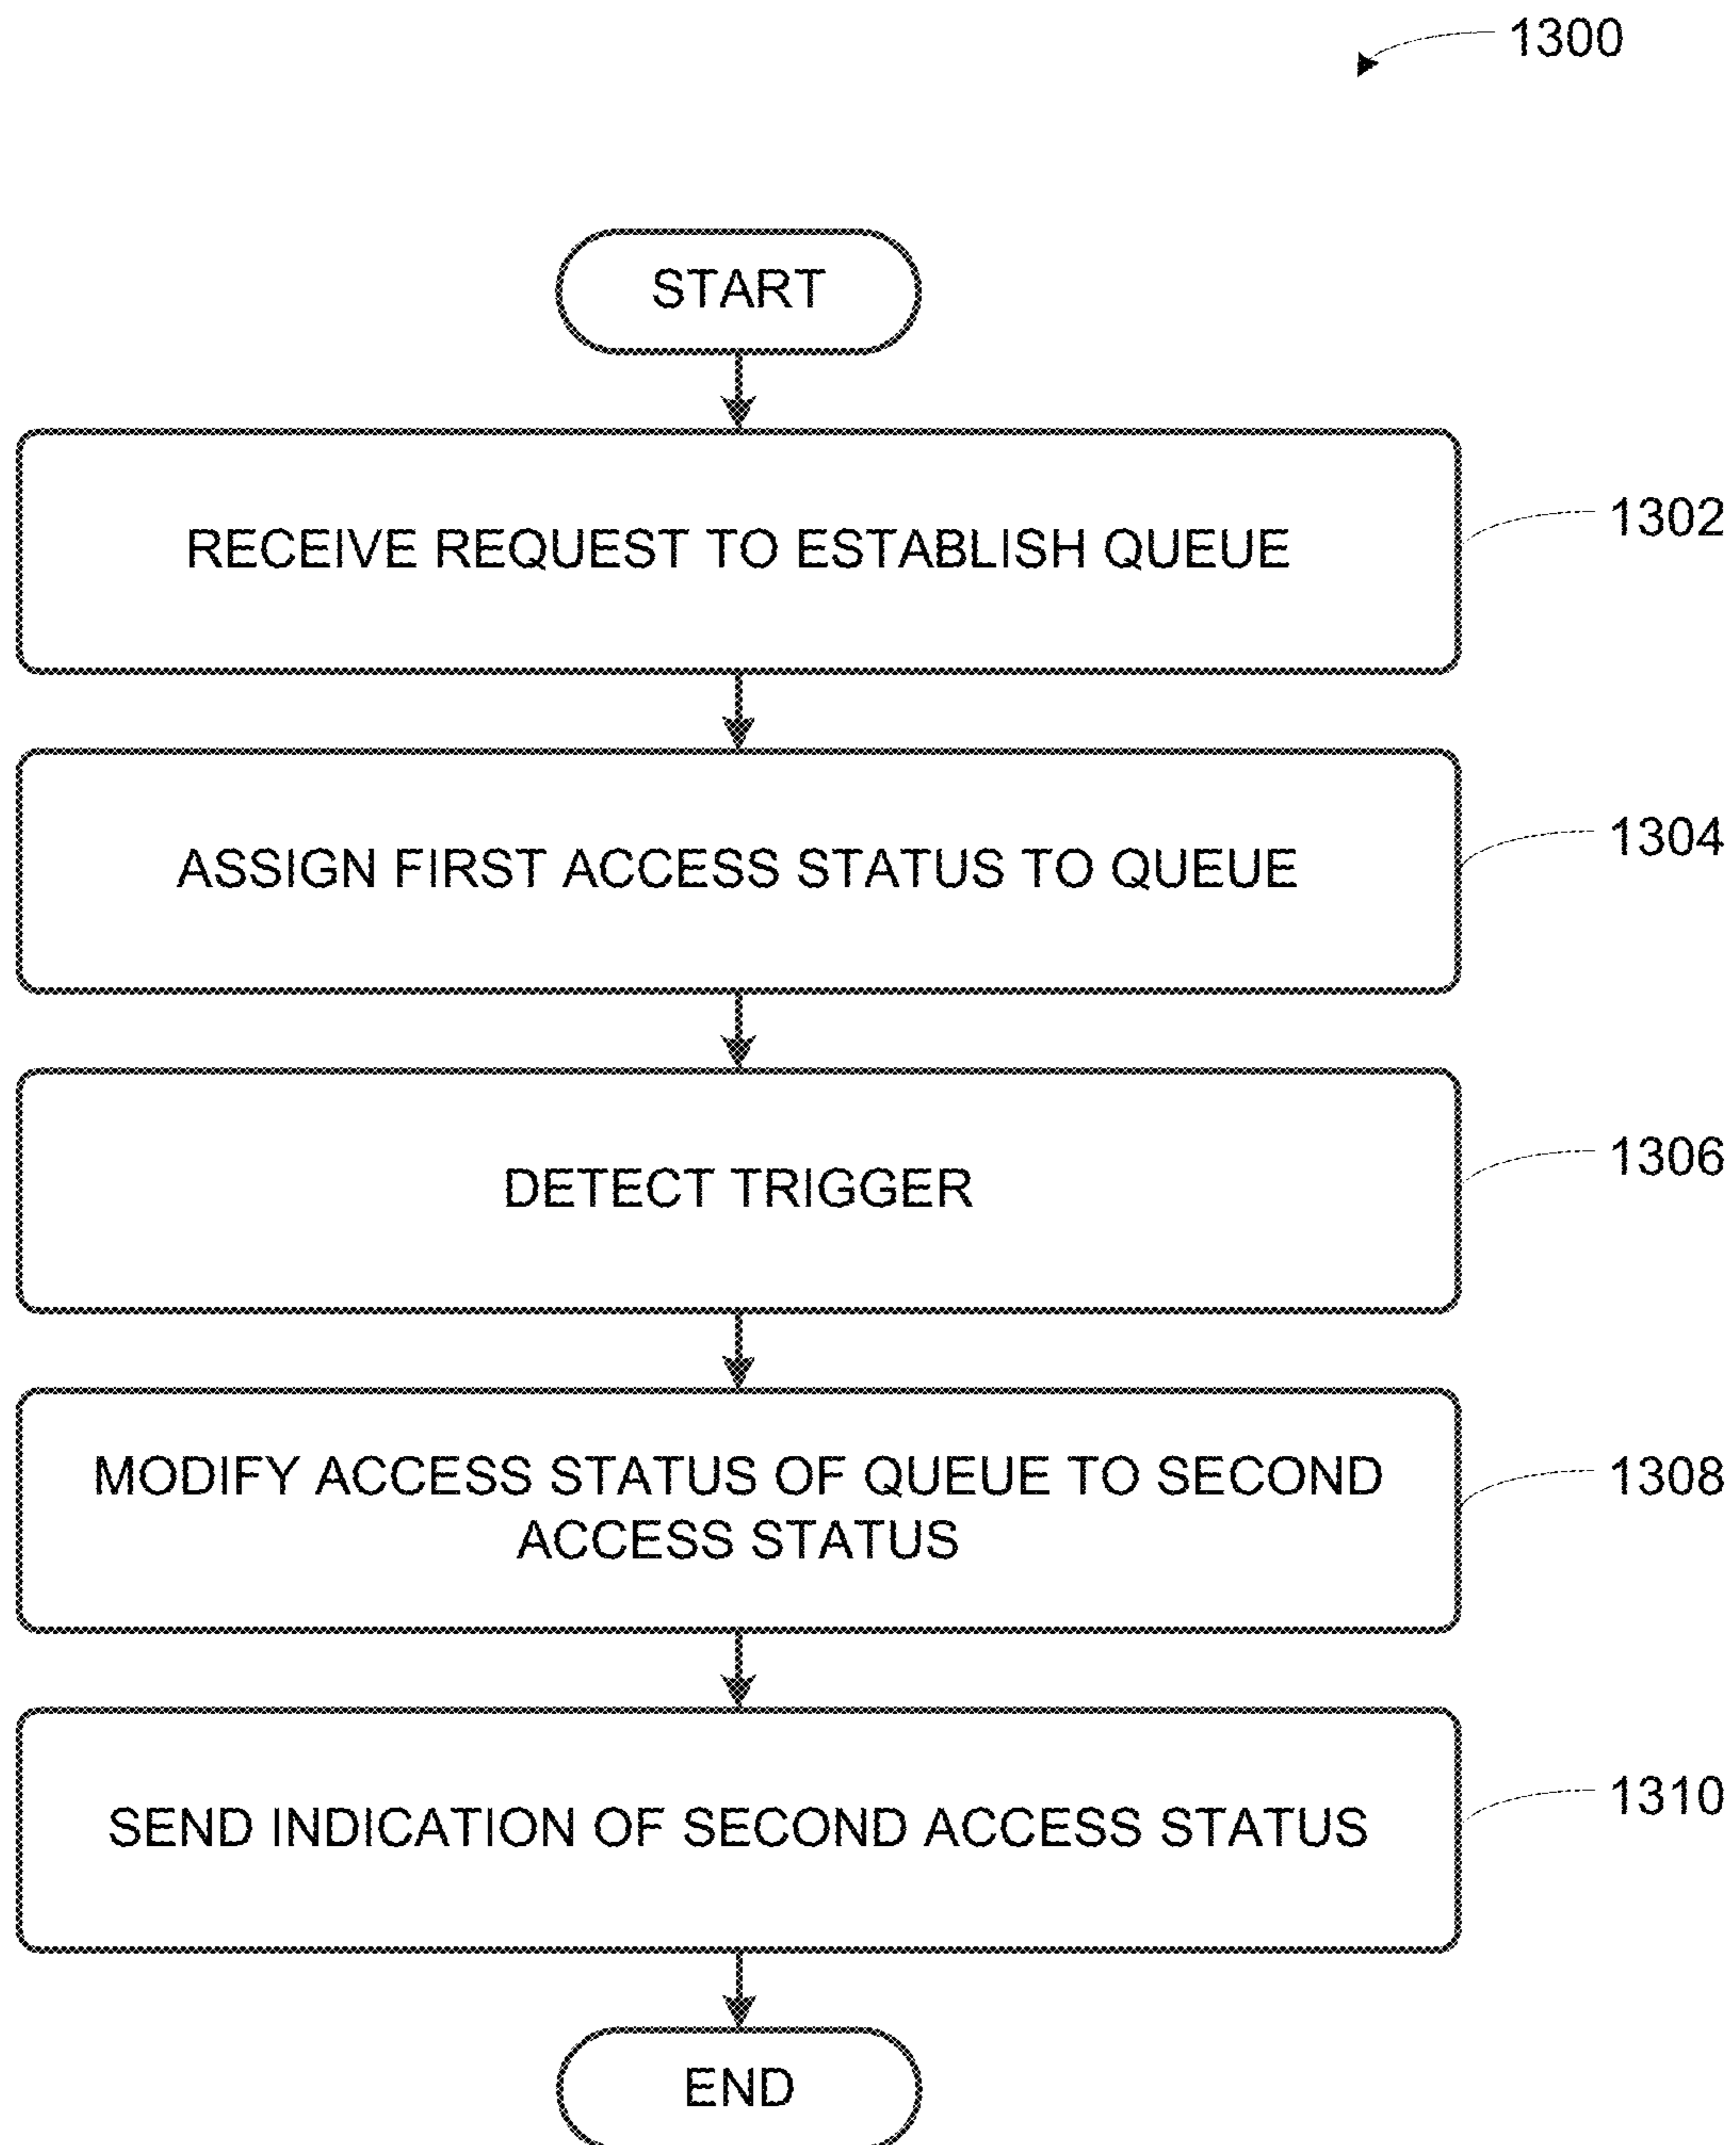 1300
START
RECEIVE REQUEST TO ESTABLISH QUEUE
1302
ASSIGN FIRST ACCESS STATUS TO QUEUE
1304
DETECT TRIGGER
1306
MODIFY ACCESS STATUS OF QUEUE TO SECOND
ACCESS STATUS
1308
SEND INDICATION OF SECOND ACCESS STATUS
1310
END